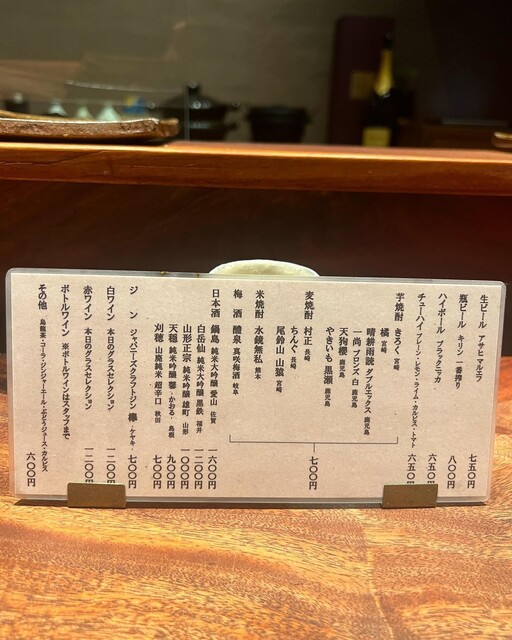 生ビール アサヒ マルエフ 七五〇円
瓶ビール キリン 一番搾り 八〇〇円
ハイボール ブラックニッカ 六五〇円
チューハイ プレーン・レモン・ライム・カルピス・トマト 六五〇円
芋焼酎 きろく 宮崎
橘 宮崎
晴耕雨読 ダブルエックス 鹿児島
一尚 ブロンズ 白 鹿児島
天狗櫻 鹿児島
やきいも 黒瀬 鹿児島
麦焼酎 村正 長崎
ちんぐ 長崎
尾鈴山 山猿 宮崎
米焼酎 水鏡無私 熊本
梅酒 醴泉 真咲梅酒 岐阜
七〇〇円
日本酒 鍋島 純米大吟醸 愛山 佐賀 一六〇〇円
白岳仙 純米大吟醸 黒鉄 福井 一二〇〇円
山形正宗 純米吟醸 雄町 山形 一〇〇〇円
天穏 純米吟醸 馨 かおる 島根 九〇〇円
刈穂 山廃純米 超辛口 秋田 七〇〇円
ジン ジャパニーズクラフトジン 欅 ケヤキ 七〇〇円
白ワイン 本日のグラスセレクション 一二〇〇円
赤ワイン 本日のグラスセレクション 一二〇〇円
ボトルワイン ※ボトルワインはスタッフまで
その他 烏龍茶・コーラ・ジンジャーエール・ぶどうジュース・カルピス 六〇〇円